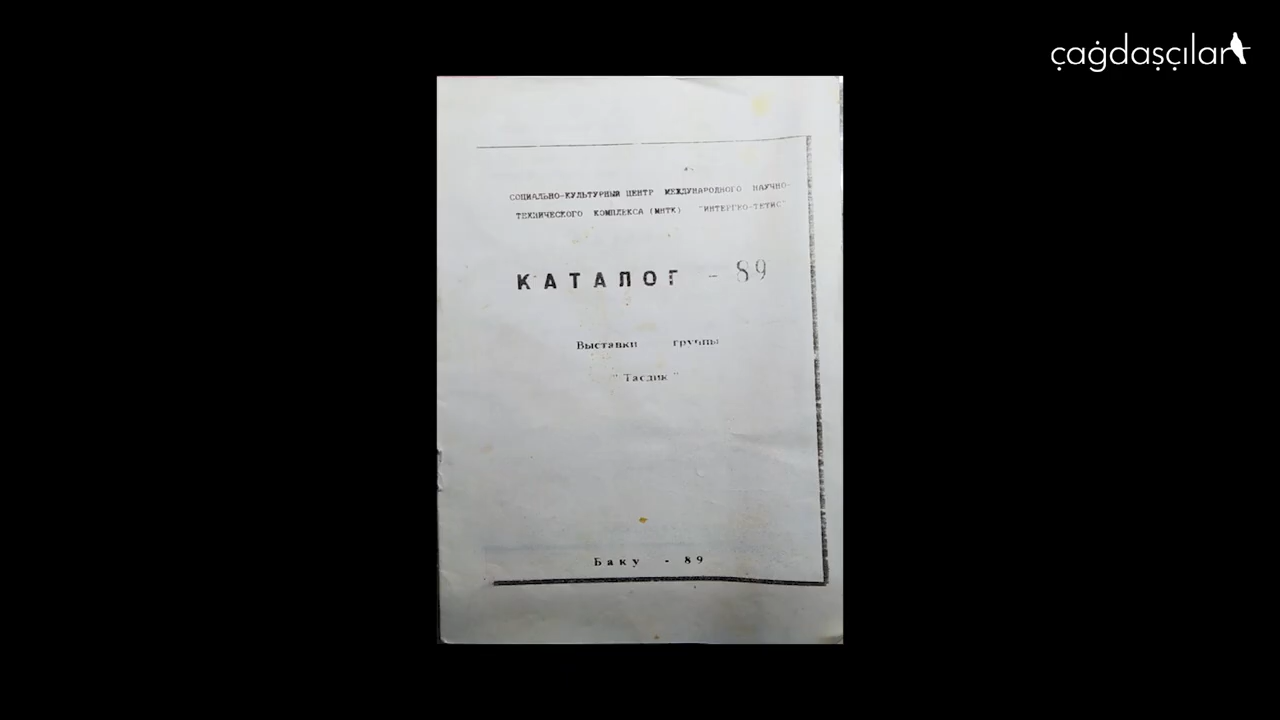 çağdaşçılar
СОЦИАЛЬНО-КУЛЬТУРНЫЙ ЦЕНТР МЕЖДУНАРОДНОГО НАУЧНО-
ТЕХНИЧЕСКОГО КОМПЛЕКСА (МНТК) "ИНТЕРГЕО-ТЕТИС"
КАТАЛОГ - 89
Выставки группы
"Тасдик"
Баку - 89